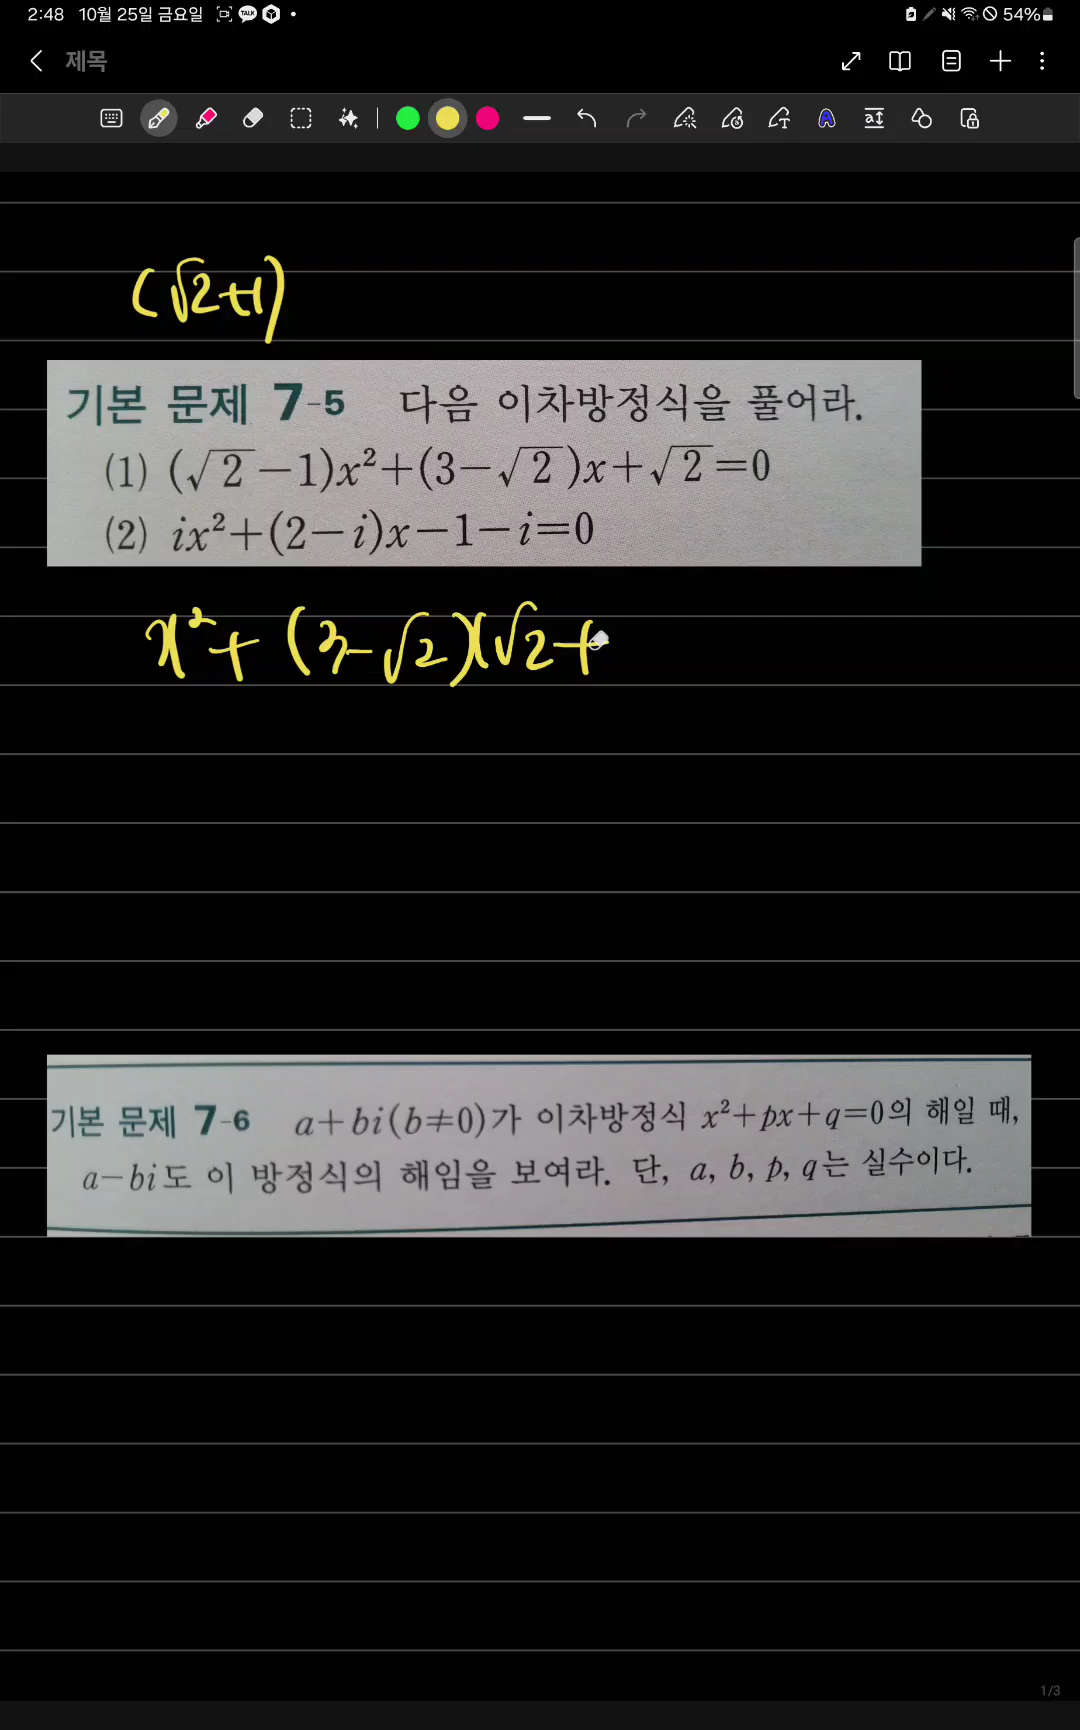 2:48 10월 25일 금요일 TALK 54%
제목
(√2+1)
기본 문제 7-5 다음 이차방정식을 풀어라.
(1) (√2−1)x²+(3−√2)x+√2=0
(2) ix²+(2−i)x−1−i=0
x²+(3-√2)(√2+
기본 문제 7-6 a+bi(b≠0)가 이차방정식 x²+px+q=0의 해일 때,
a−bi도 이 방정식의 해임을 보여라. 단, a, b, p, q는 실수이다.
1/3